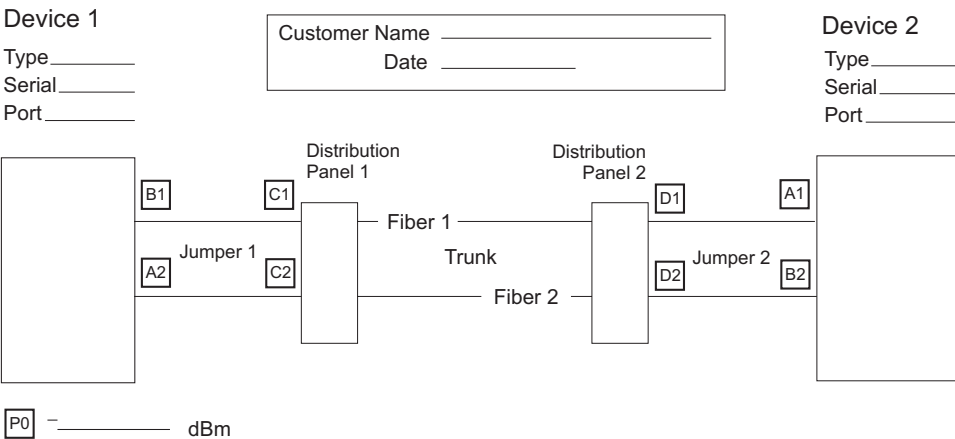 Device 1
Type
Serial
Port
Customer Name
Date
Device 2
Type
Serial
Port
Distribution
Panel 1
Distribution
Panel 2
B1
C1
D1
A1
Fiber 1
Jumper 1
Trunk
Jumper 2
A2
C2
D2
B2
Fiber 2
P0 – dBm